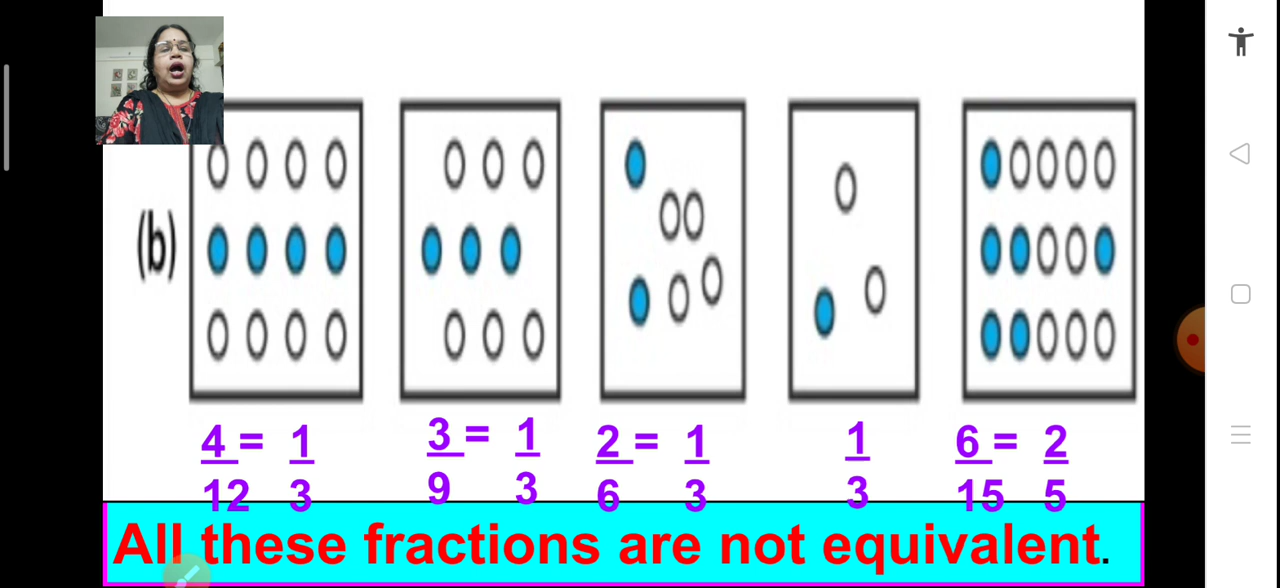 (b)
4 = 1 3 = 1 2 = 1 1 6 = 2
12 3 9 3 6 3 3 15 5
All these fractions are not equivalent.